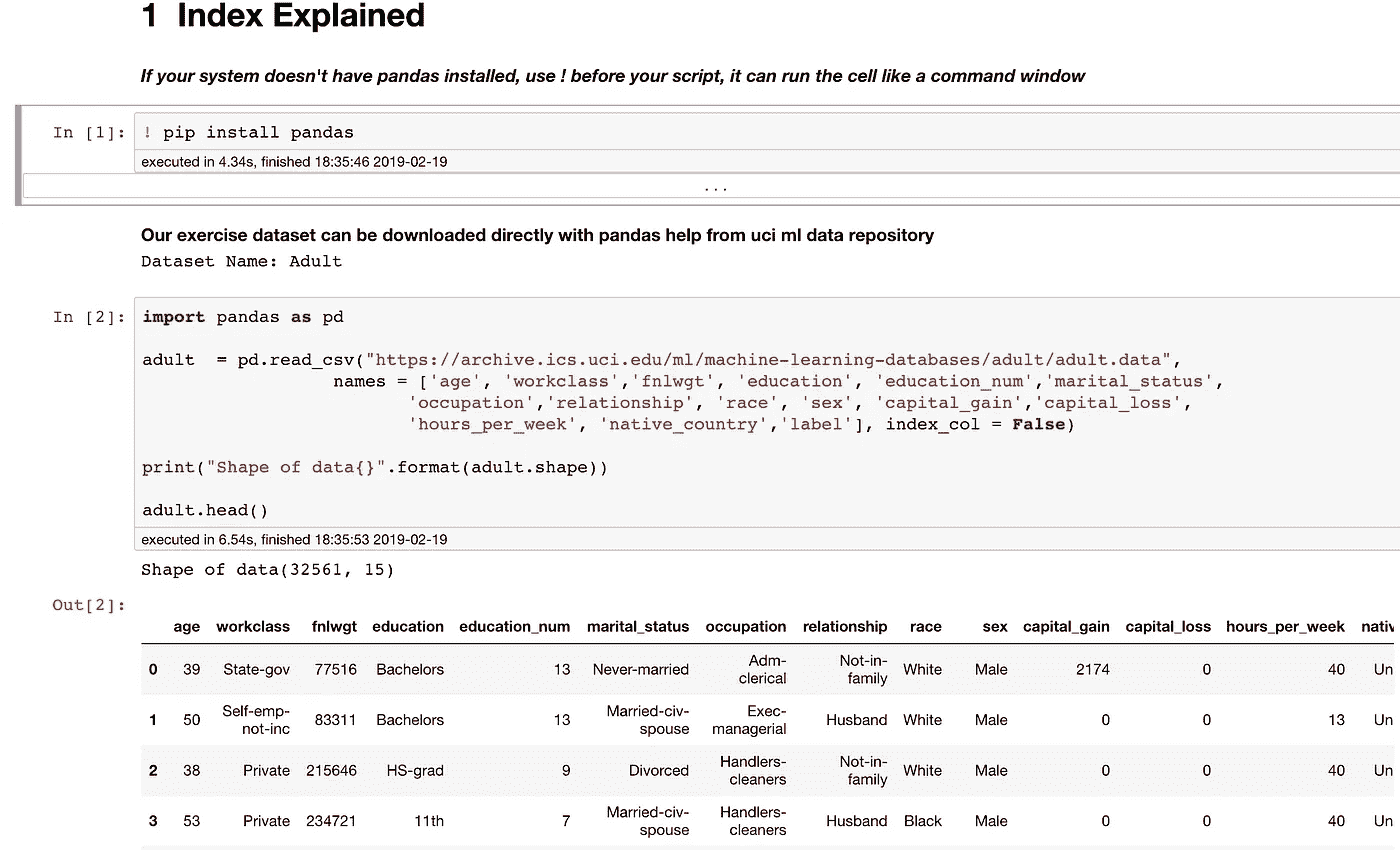 1 Index Explained
If your system doesn't have pandas installed, use ! before your script, it can run the cell like a command window
In [1]: ! pip install pandas
executed in 4.34s, finished 18:35:46 2019-02-19
...
Our exercise dataset can be downloaded directly with pandas help from uci ml data repository
Dataset Name: Adult
In [2]: import pandas as pd
adult  = pd.read_csv("https://archive.ics.uci.edu/ml/machine-learning-databases/adult/adult.data",
names = ['age', 'workclass','fnlwgt', 'education', 'education_num','marital_status',
'occupation','relationship', 'race', 'sex', 'capital_gain','capital_loss',
'hours_per_week', 'native_country','label'], index_col = False)
print("Shape of data{}".format(adult.shape))
adult.head()
executed in 6.54s, finished 18:35:53 2019-02-19
Shape of data(32561, 15)
Out[2]:
age workclass fnlwgt education education_num marital_status occupation relationship race sex capital_gain capital_loss hours_per_week nativ
0 39 State-gov 77516 Bachelors 13 Never-married Adm-clerical Not-in-family White Male 2174 0 40 Un
1 50 Self-emp-not-inc 83311 Bachelors 13 Married-civ-spouse Exec-managerial Husband White Male 0 0 13 Un
2 38 Private 215646 HS-grad 9 Divorced Handlers-cleaners Not-in-family White Male 0 0 40 Un
3 53 Private 234721 11th 7 Married-civ-spouse Handlers-cleaners Husband Black Male 0 0 40 Un